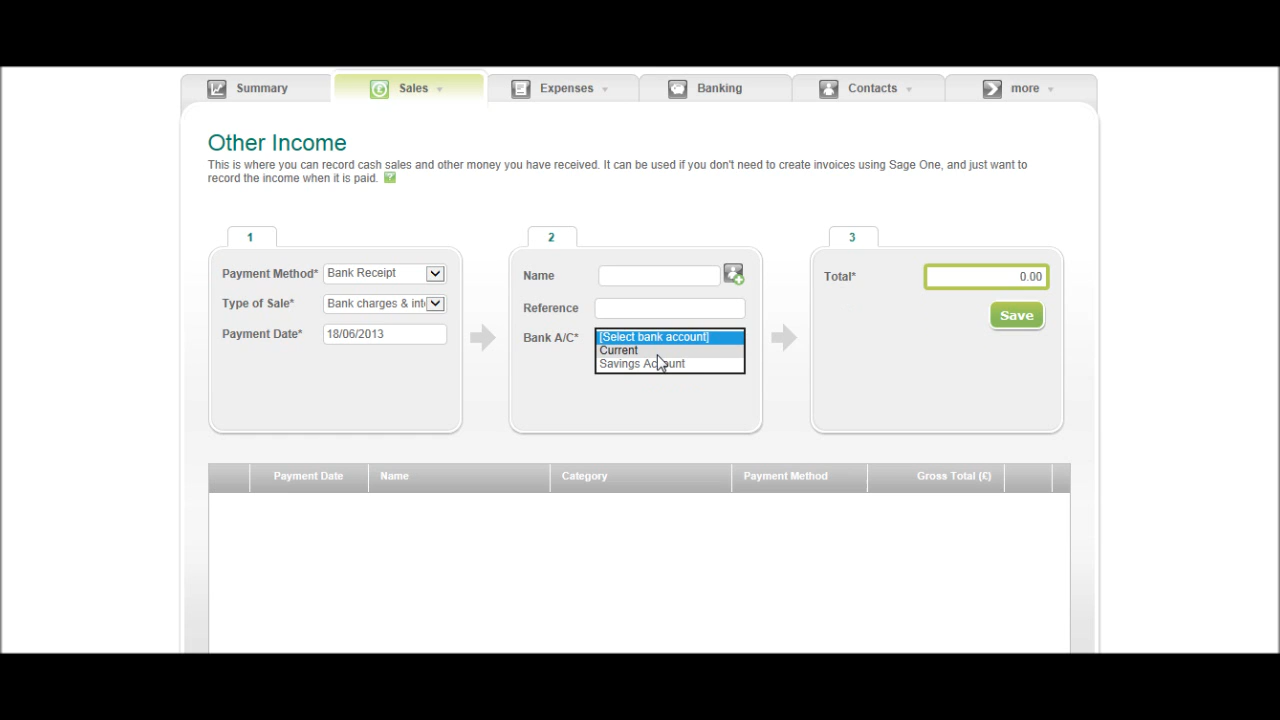 Summary
Sales
Expenses
Banking
Contacts
more
Other Income
This is where you can record cash sales and other money you have received. It can be used if you don't need to create invoices using Sage One, and just want to
record the income when it is paid. ?
1
Payment Method* Bank Receipt
Type of Sale* Bank charges & inte
Payment Date* 18/06/2013
2
Name
Reference
Bank A/C* [Select bank account]
Current
Savings Account
3
Total* 0.00
Save
Payment Date Name Category Payment Method Gross Total (£)